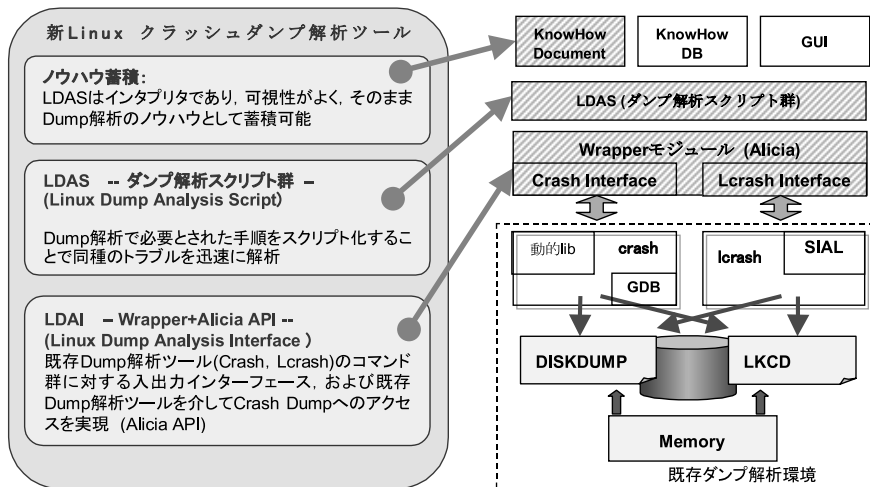 新Linux クラッシュダンプ解析ツール
ノウハウ蓄積:
LDASはインタプリタであり, 可視性がよく, そのまま
Dump解析のノウハウとして蓄積可能
LDAS -- ダンプ解析スクリプト群 –
(Linux Dump Analysis Script)
Dump解析で必要とされた手順をスクリプト化するこ
とで同種のトラブルを迅速に解析
LDAI – Wrapper+Alicia API --
(Linux Dump Analysis Interface )
既存Dump解析ツール(Crash, Lcrash)のコマンド
群に対する入出力インターフェース, および既存
Dump解析ツールを介してCrash Dumpへのアクセ
スを実現 (Alicia API)
KnowHow
Document
KnowHow
DB
GUI
LDAS (ダンプ解析スクリプト群)
Wrapperモジュール (Alicia)
Crash Interface
Lcrash Interface
動的lib
crash
GDB
lcrash
SIAL
DISKDUMP
LKCD
Memory
既存ダンプ解析環境